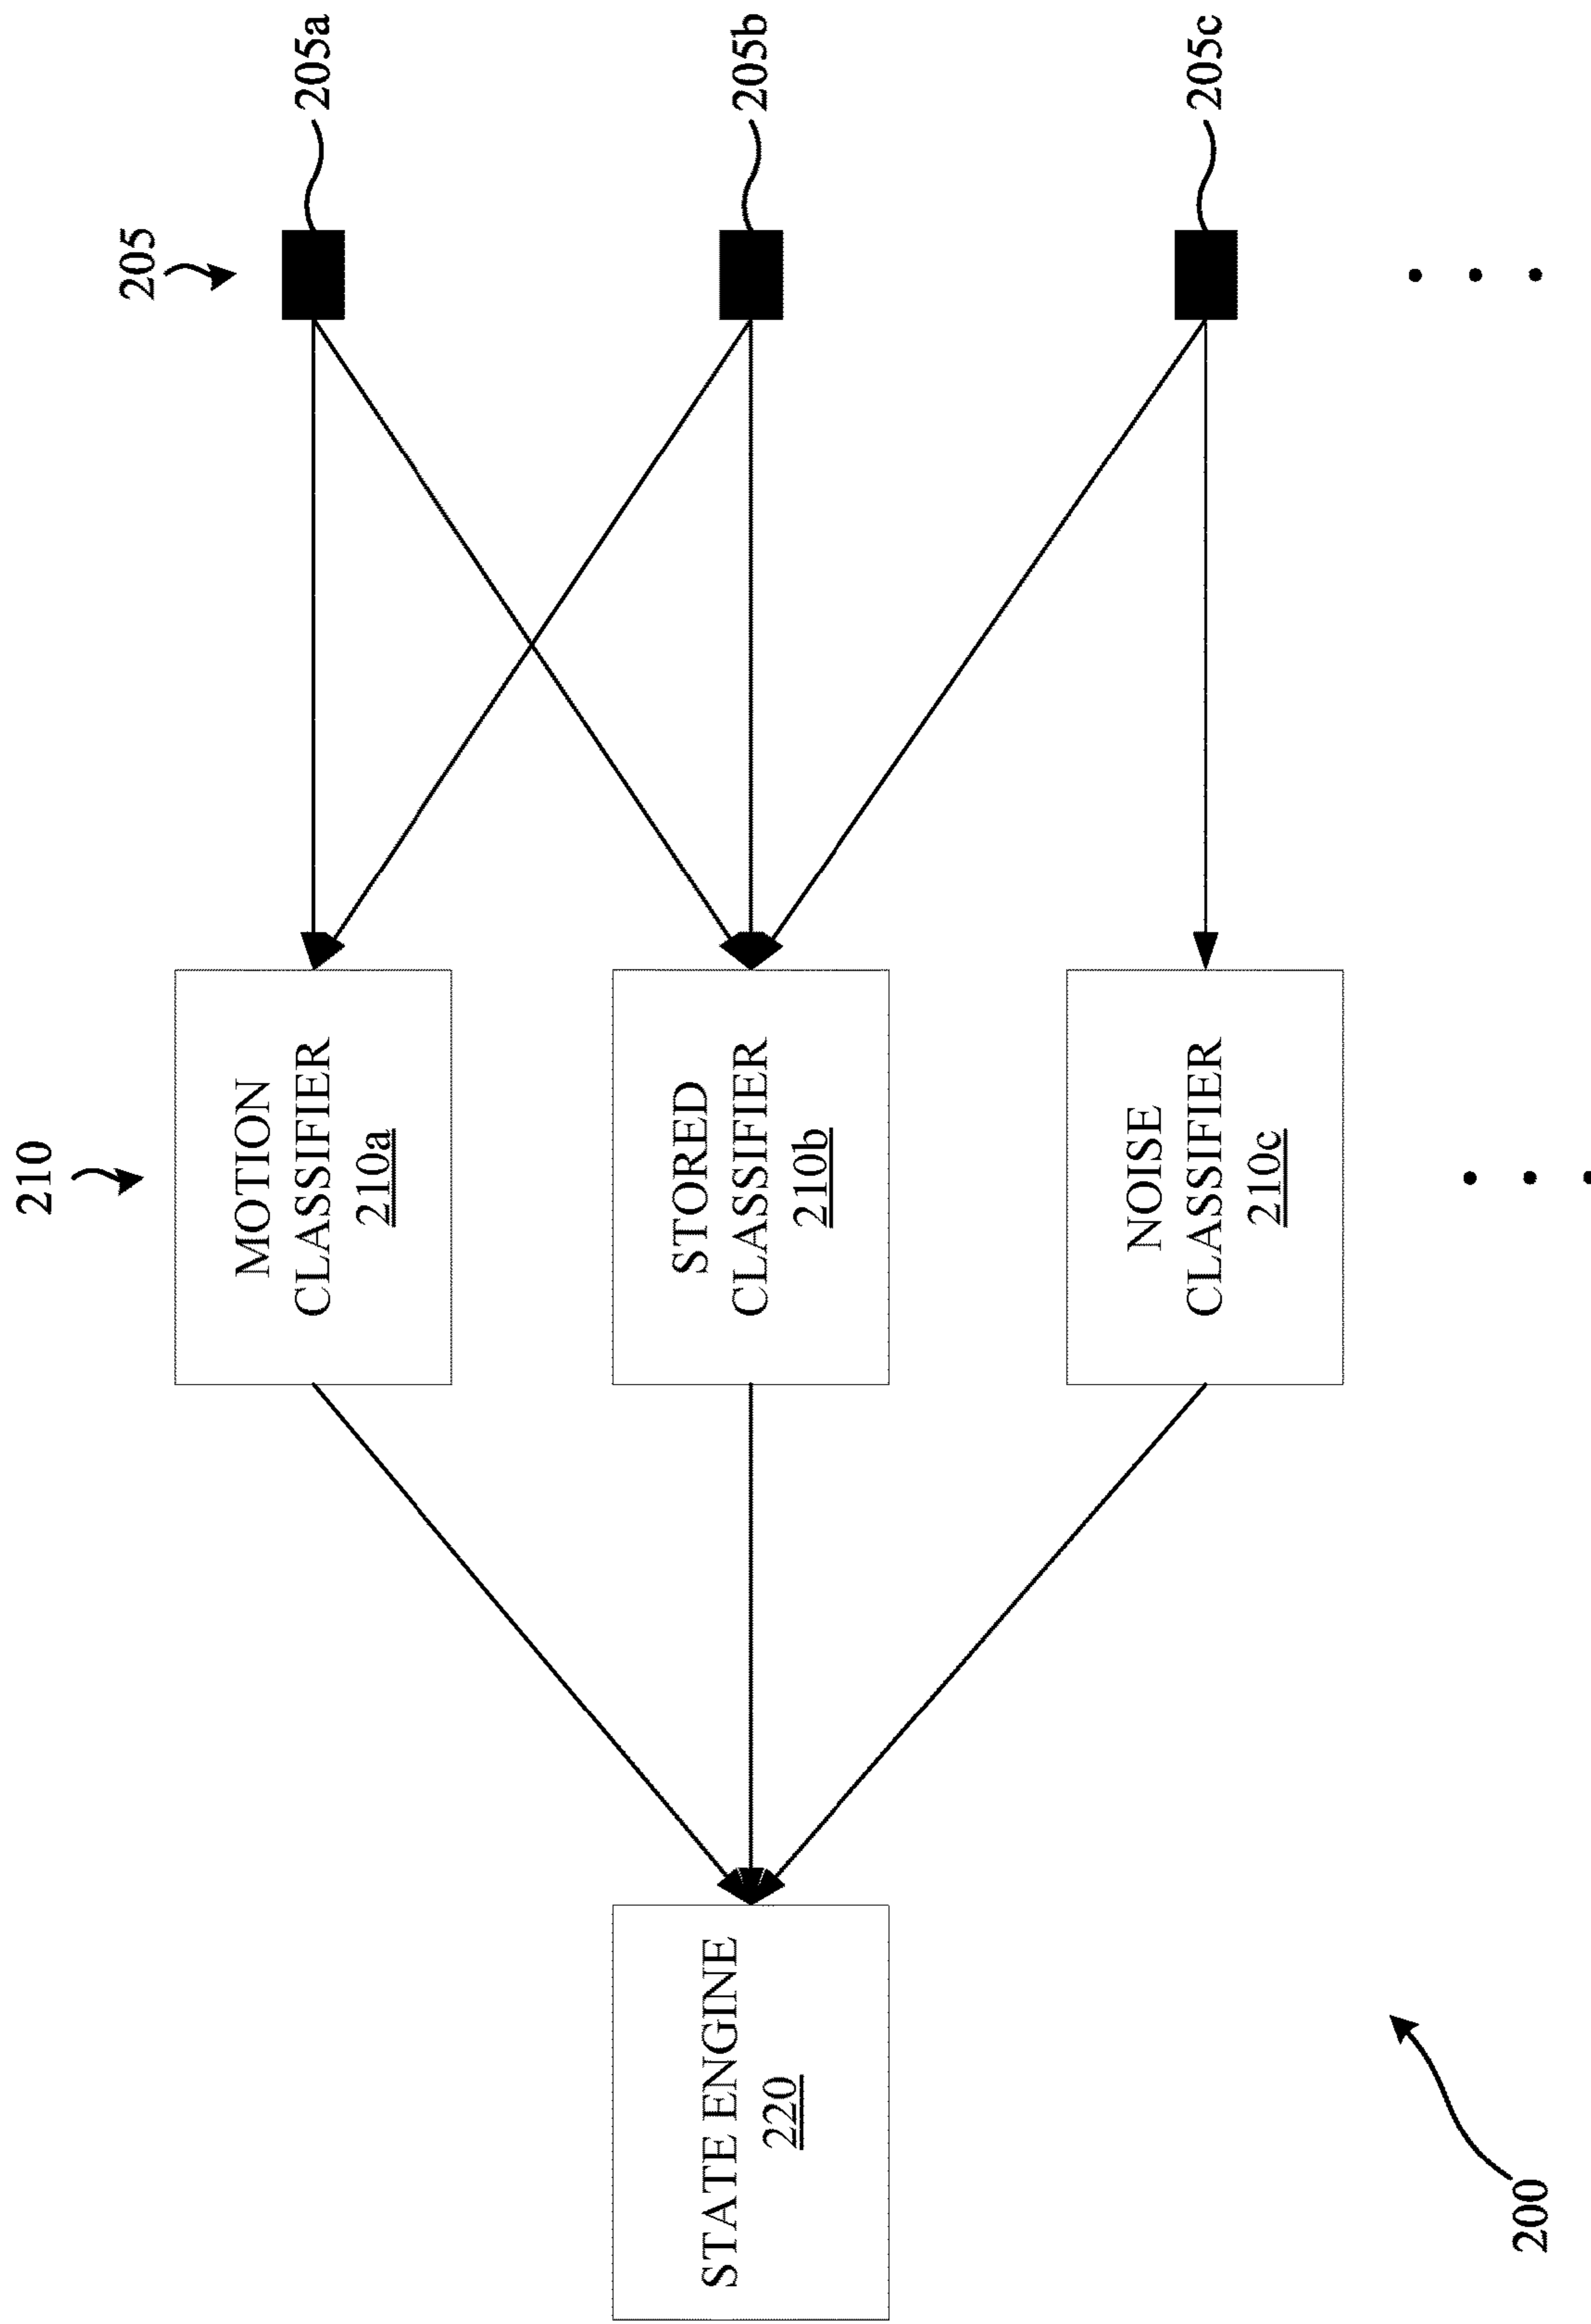 205
205a
205b
205c
210
MOTION
CLASSIFIER
210a
STORED
CLASSIFIER
210b
NOISE
CLASSIFIER
210c
STATE ENGINE
220
200